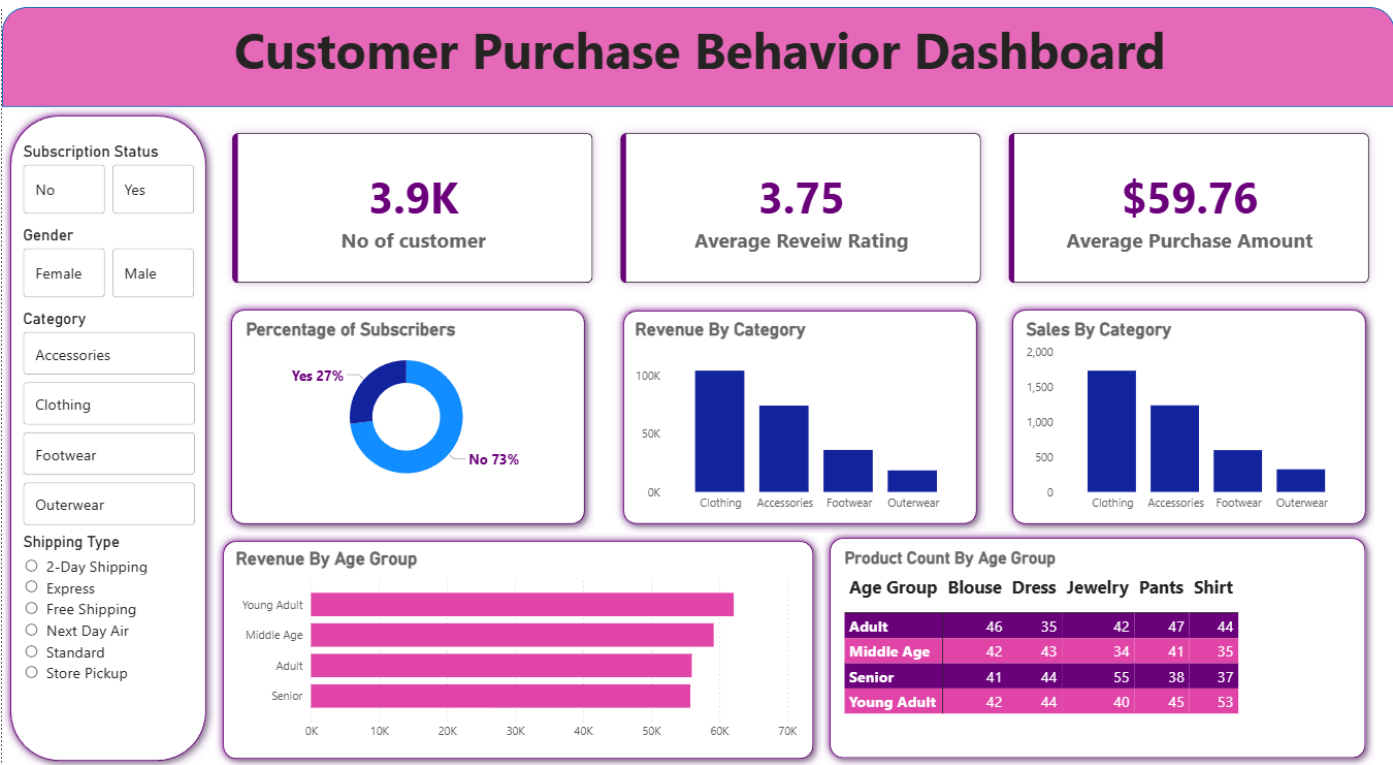 Customer Purchase Behavior Dashboard
Subscription Status
No Yes
Gender
Female Male
Category
Accessories
Clothing
Footwear
Outerwear
Shipping Type
2-Day Shipping
Express
Free Shipping
Next Day Air
Standard
Store Pickup
3.9K
No of customer
3.75
Average Reveiw Rating
$59.76
Average Purchase Amount
Percentage of Subscribers
Yes 27%
No 73%
Revenue By Category
100K
50K
0K
Clothing Accessories Footwear Outerwear
Sales By Category
2,000
1,500
1,000
500
0
Clothing Accessories Footwear Outerwear
Revenue By Age Group
Young Adult
Middle Age
Adult
Senior
0K 10K 20K 30K 40K 50K 60K 70K
Product Count By Age Group
Age Group Blouse Dress Jewelry Pants Shirt
Adult 46 35 42 47 44
Middle Age 42 43 34 41 35
Senior 41 44 55 38 37
Young Adult 42 44 40 45 53